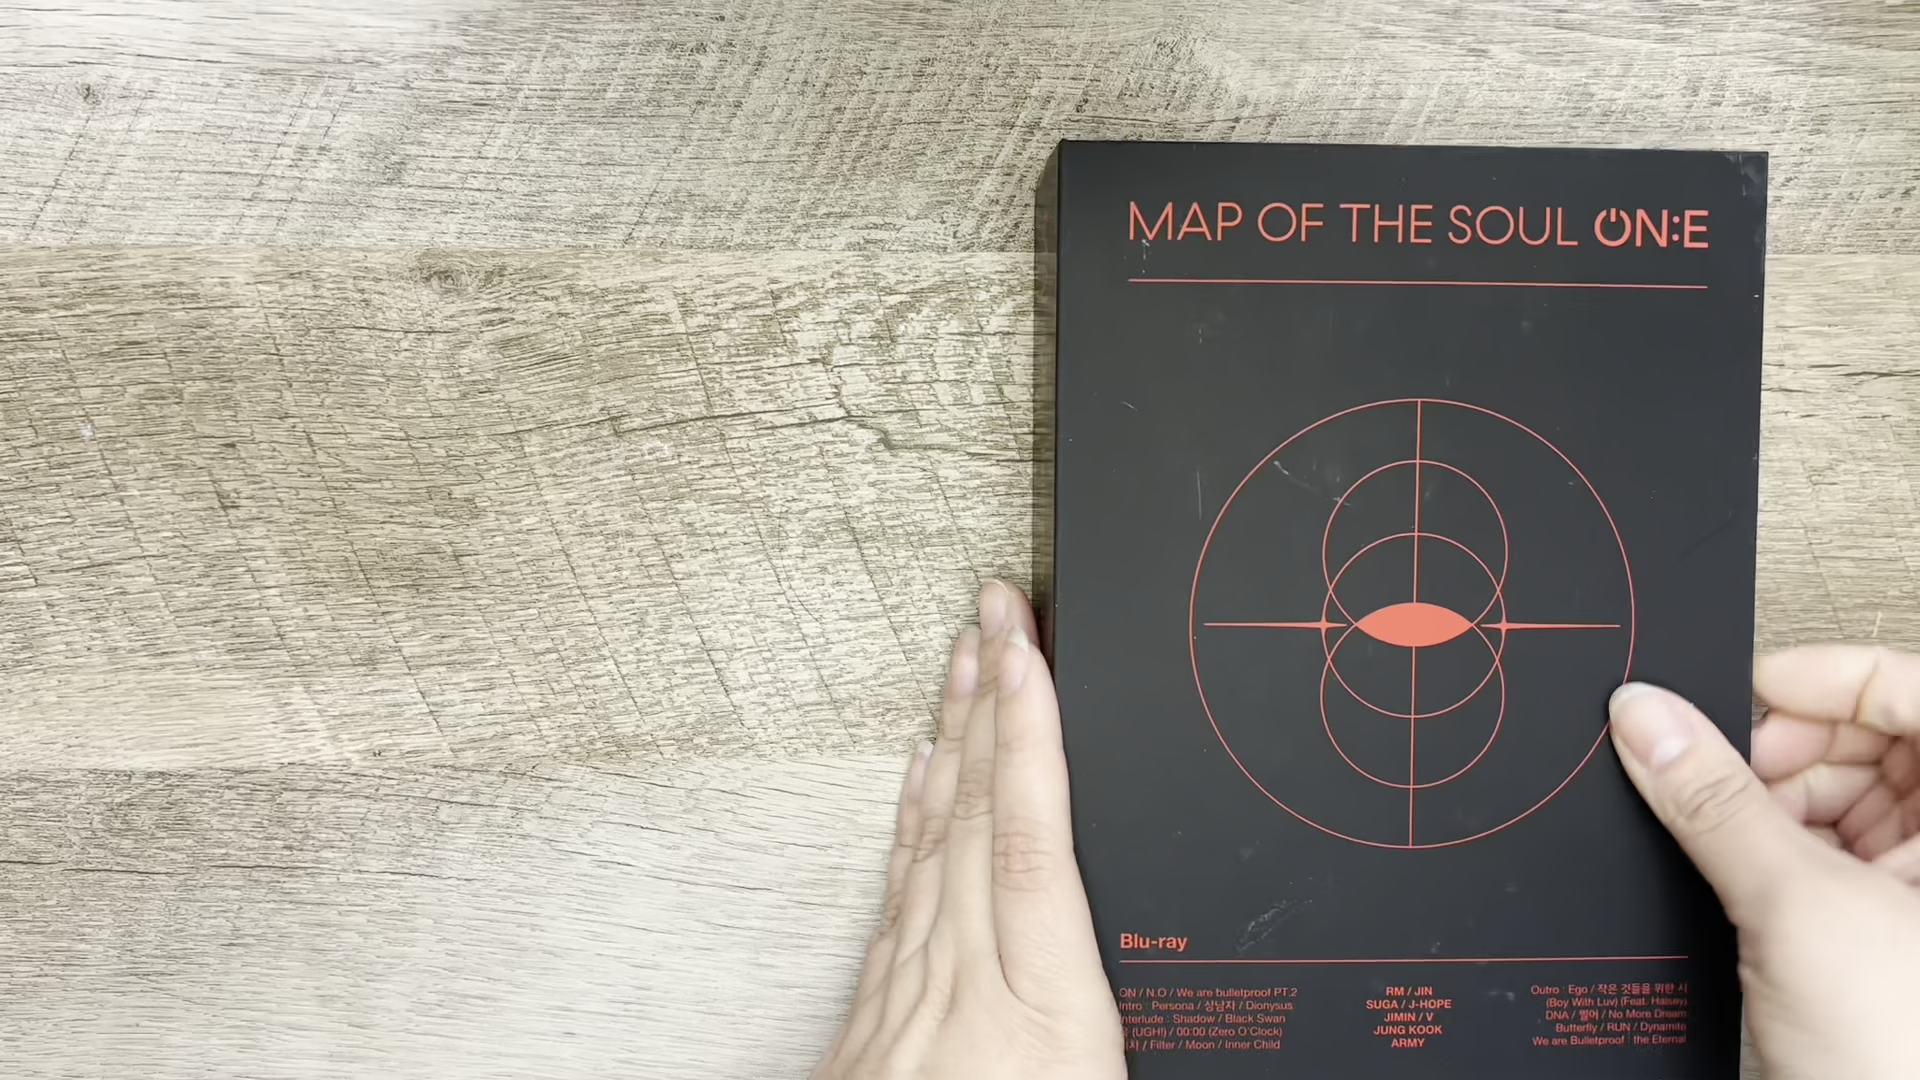 MAP OF THE SOUL ON:E
Blu-ray
ON / N.O / We are bulletproof PT.2
Intro : Persona / 상남자 / Dionysus
Interlude : Shadow / Black Swan
(UGH!) / 00:00 (Zero O'Clock)
/ Filter / Moon / Inner Child
RM / JIN
SUGA / J-HOPE
JIMIN / V
JUNG KOOK
ARMY
Outro : Ego / 작은 것들을 위한 시
(Boy With Luv) (Feat. Halsey)
DNA / 쩔어 / No More Dream
Butterfly / RUN / Dynamite
We are Bulletproof : the Eternal